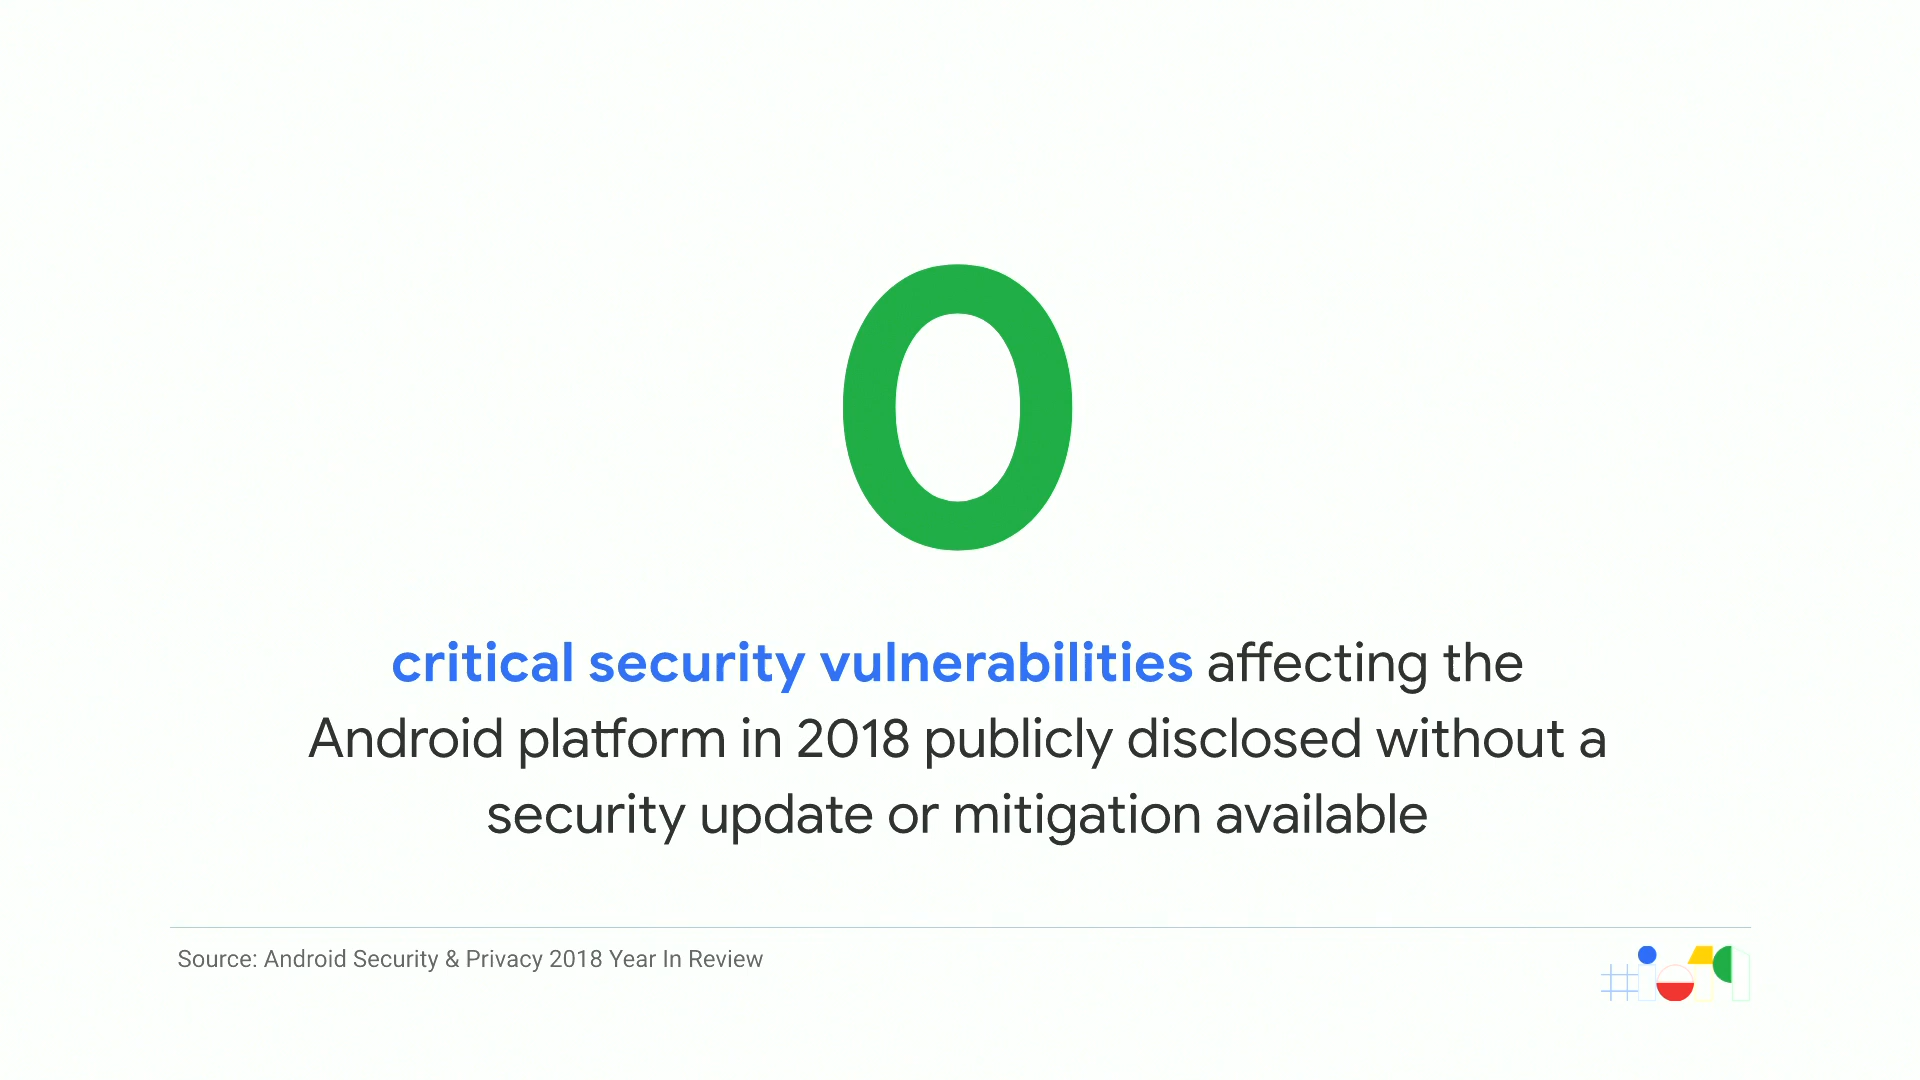 0
critical security vulnerabilities affecting the
Android platform in 2018 publicly disclosed without a
security update or mitigation available
Source: Android Security & Privacy 2018 Year In Review
#io19